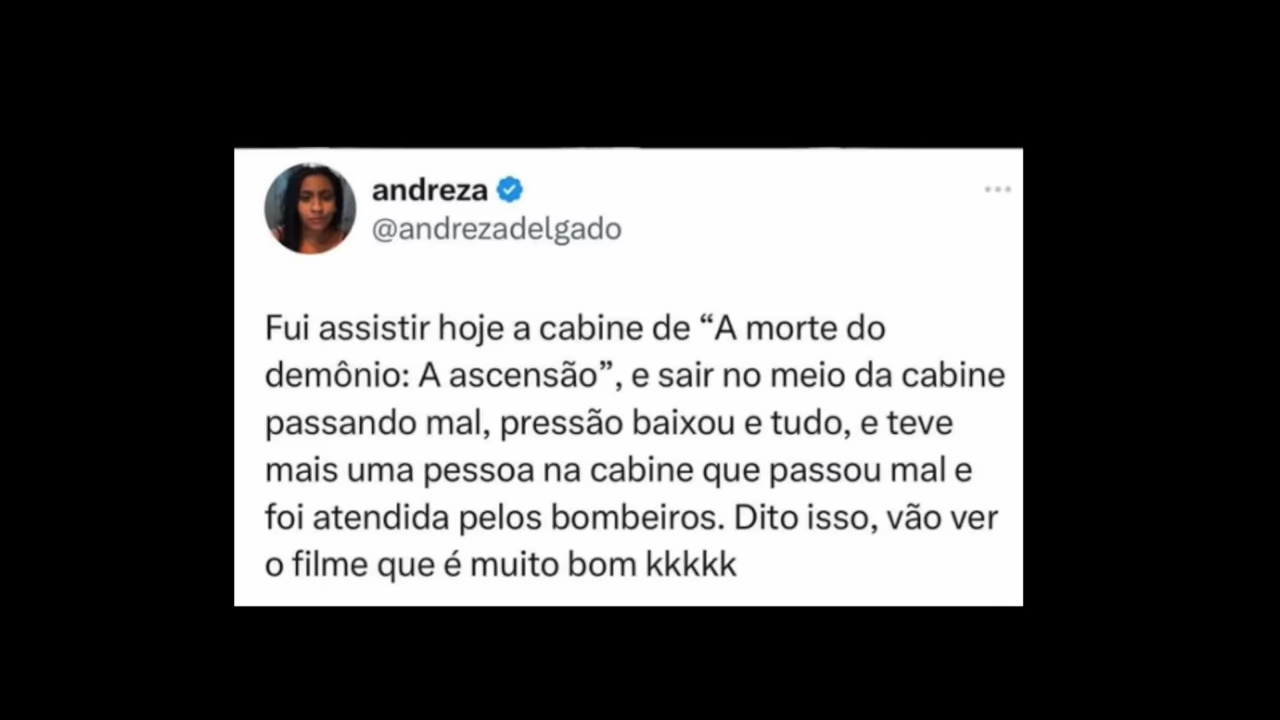 andreza
@andrezadelgado
Fui assistir hoje a cabine de “A morte do
demônio: A ascensão”, e sair no meio da cabine
passando mal, pressão baixou e tudo, e teve
mais uma pessoa na cabine que passou mal e
foi atendida pelos bombeiros. Dito isso, vão ver
o filme que é muito bom kkkkk